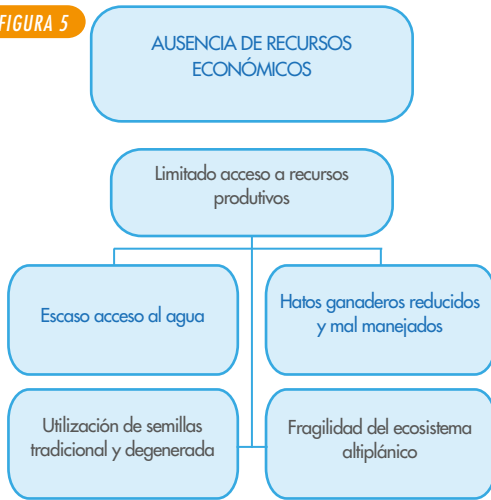 FIGURA 5
AUSENCIA DE RECURSOS
ECONÓMICOS
Limitado acceso a recursos
produtivos
Escaso acceso al agua
Hatos ganaderos reducidos
y mal manejados
Utilización de semillas
tradicional y degenerada
Fragilidad del ecosistema
altiplánico